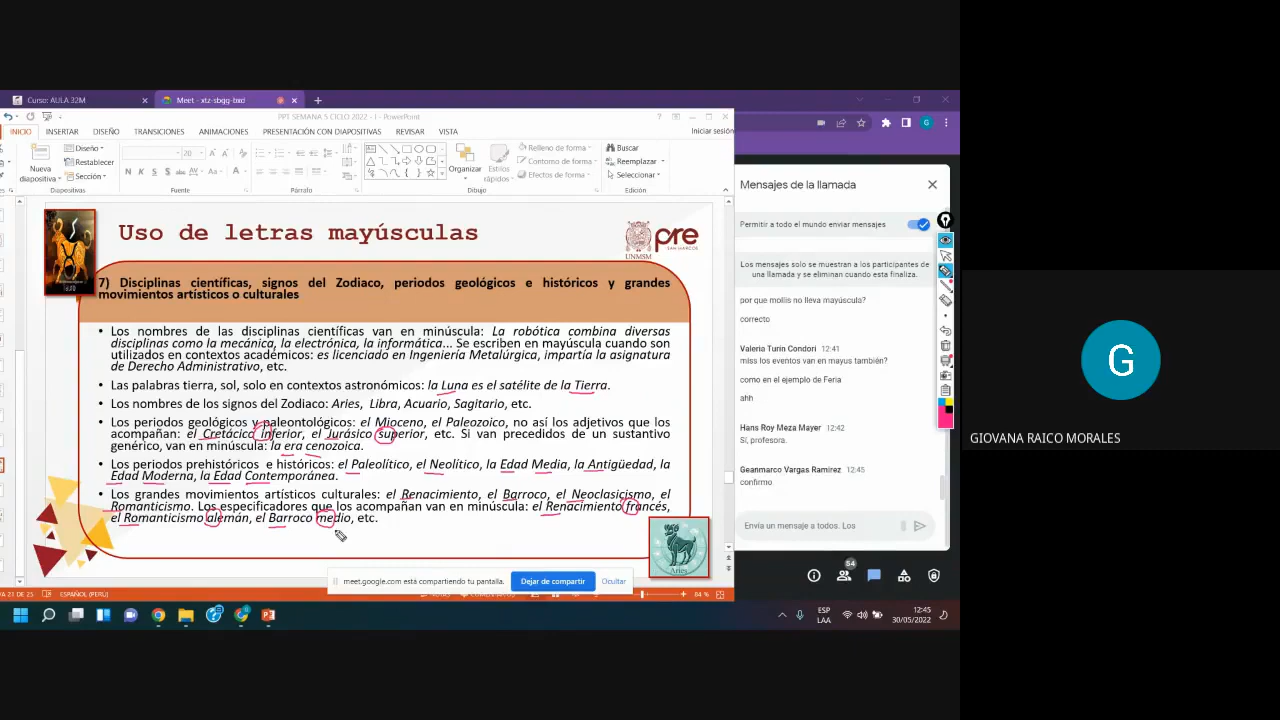 Curso: AULA 32M
Meet - xtz-sbgg-bxd
PPT SEMANA 5 CICLO 2022 - I - PowerPoint
INICIO INSERTAR DISEÑO TRANSICIONES ANIMACIONES PRESENTACIÓN CON DIAPOSITIVAS REVISAR VISTA
Iniciar sesión
Nueva diapositiva
Diseño
Restablecer
Sección
Diapositivas
20
N K S S
Fuente
Párrafo
Organizar
Estilos rápidos
Relleno de forma
Contorno de forma
Efectos de forma
Dibujo
Buscar
Reemplazar
Seleccionar
Edición
Uso de letras mayúsculas
UNMSM
pre
SAN MARCOS
7) Disciplinas científicas, signos del Zodiaco, periodos geológicos e históricos y grandes
movimientos artísticos o culturales
• Los nombres de las disciplinas científicas van en minúscula: La robótica combina diversas
disciplinas como la mecánica, la electrónica, la informática... Se escriben en mayúscula cuando son
utilizados en contextos académicos: es licenciado en Ingeniería Metalúrgica, impartía la asignatura
de Derecho Administrativo, etc.
• Las palabras tierra, sol, solo en contextos astronómicos: la Luna es el satélite de la Tierra.
• Los nombres de los signos del Zodiaco: Aries, Libra, Acuario, Sagitario, etc.
• Los periodos geológicos y paleontológicos: el Mioceno, el Paleozoico, no así los adjetivos que los
acompañan: el Cretácico inferior, el Jurásico superior, etc. Si van precedidos de un sustantivo
genérico, van en minúscula: la era cenozoica.
• Los periodos prehistóricos e históricos: el Paleolítico, el Neolítico, la Edad Media, la Antigüedad, la
Edad Moderna, la Edad Contemporánea.
• Los grandes movimientos artísticos culturales: el Renacimiento, el Barroco, el Neoclasicismo, el
Romanticismo. Los especificadores que los acompañan van en minúscula: el Renacimiento francés,
el Romanticismo alemán, el Barroco medio, etc.
Aries
meet.google.com está compartiendo tu pantalla.
Dejar de compartir
Ocultar
21 DE 25
ESPAÑOL (PERÚ)
84 %
Mensajes de la llamada
Permitir a todo el mundo enviar mensajes
Los mensajes solo se muestran a los participantes de
una llamada y se eliminan cuando esta finaliza.
por que mollis no lleva mayúscula?
correcto
Valeria Turin Condori 12:41
miss los eventos van en mayus también?
como en el ejemplo de Feria
ahh
Hans Roy Meza Mayer 12:42
Sí, profesora.
Geanmarco Vargas Ramirez 12:45
confirmo
Envía un mensaje a todos. Los
54
ESP
LAA
12:45
30/05/2022
G
GIOVANA RAICO MORALES